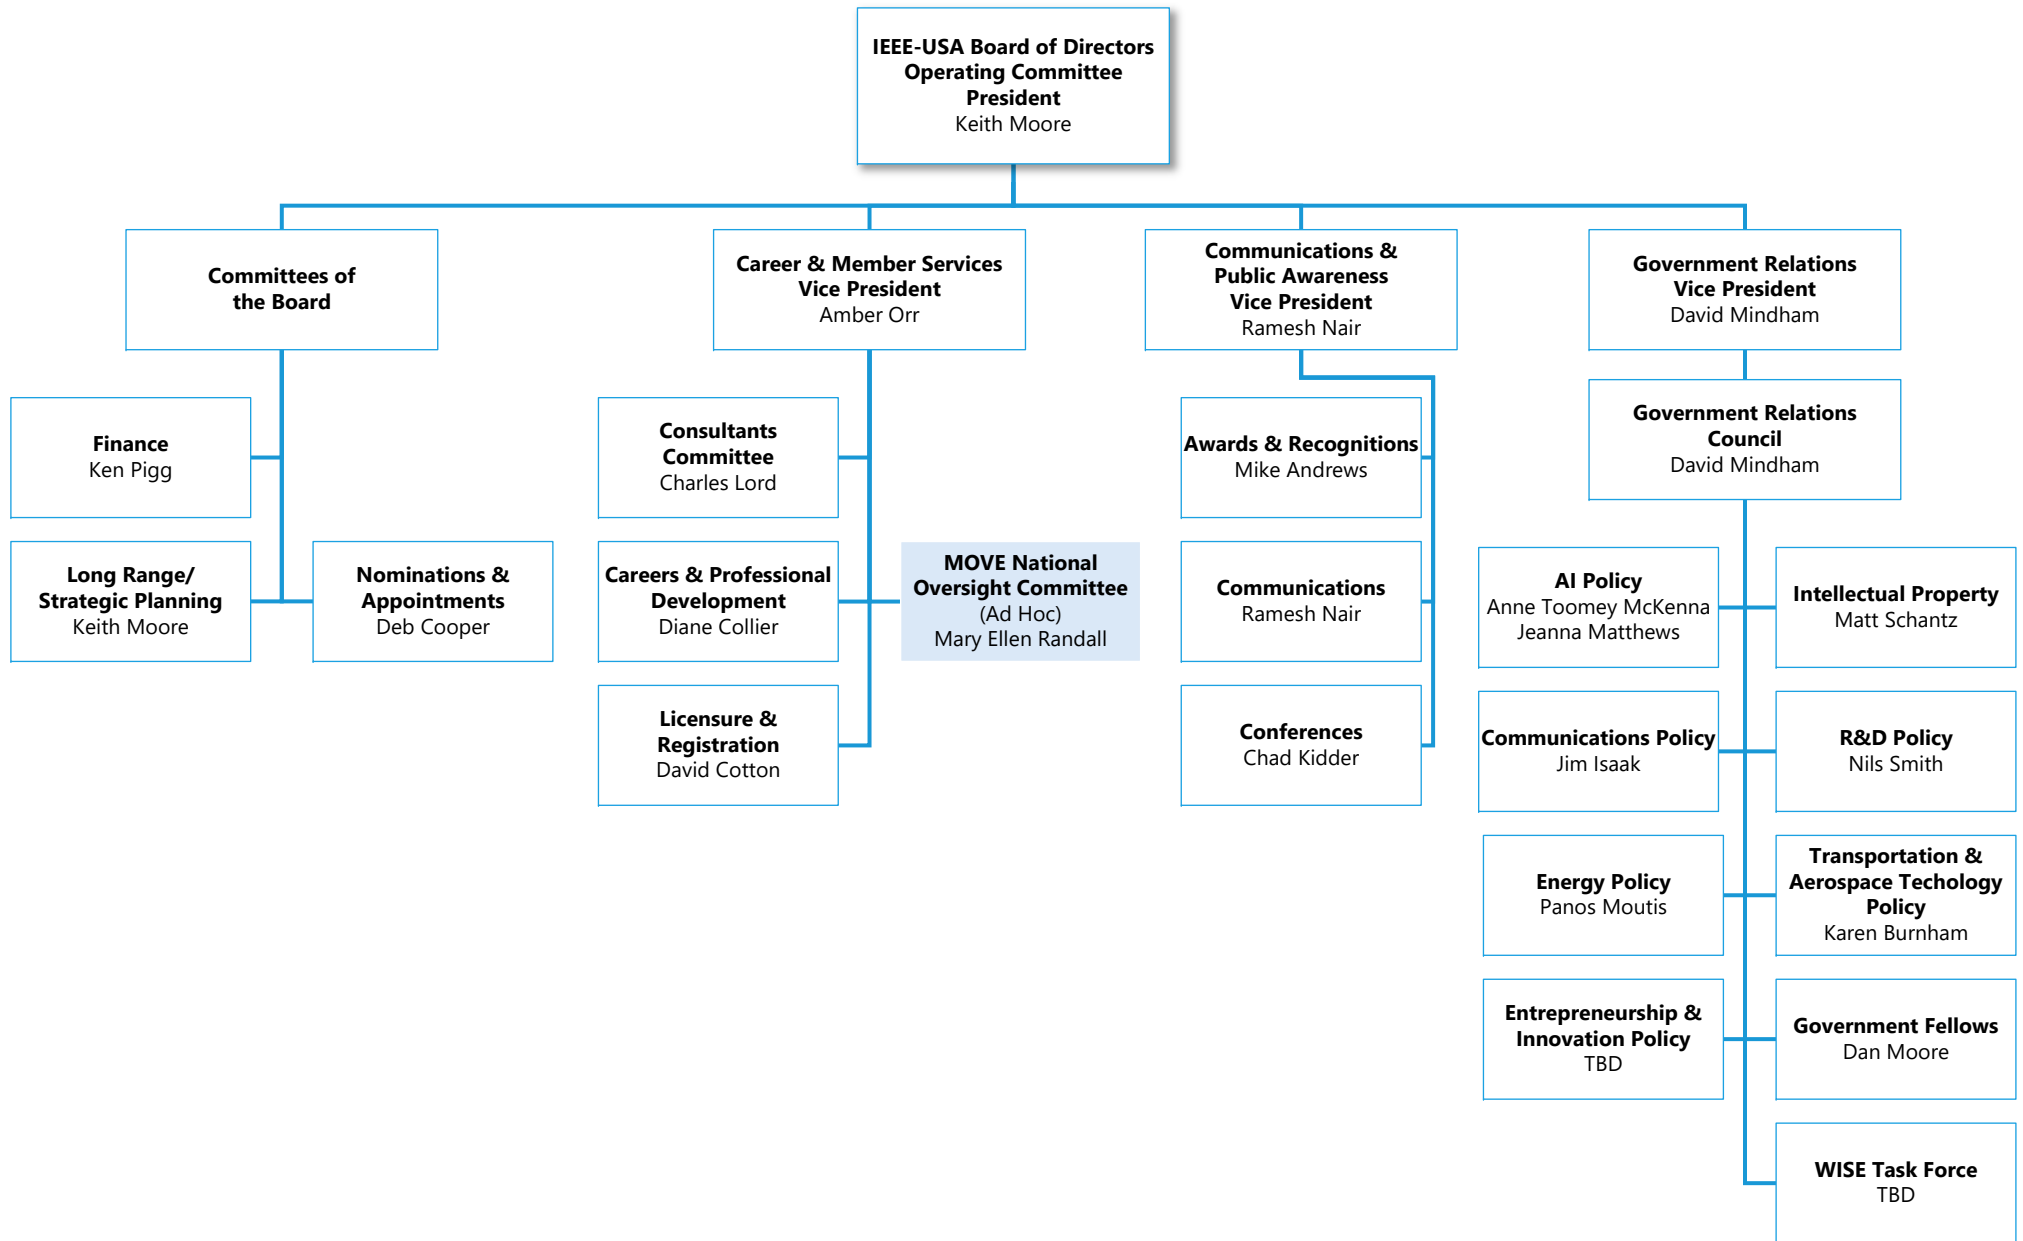 IEEE-USA Board of Directors
Operating Committee
President
Keith Moore
Committees of
the Board
Career & Member Services
Vice President
Amber Orr
Communications &
Public Awareness
Vice President
Ramesh Nair
Government Relations
Vice President
David Mindham
Finance
Ken Pigg
Long Range/
Strategic Planning
Keith Moore
Nominations &
Appointments
Deb Cooper
Consultants
Committee
Charles Lord
Careers & Professional
Development
Diane Collier
MOVE National
Oversight Committee
(Ad Hoc)
Mary Ellen Randall
Licensure &
Registration
David Cotton
Awards & Recognitions
Mike Andrews
Communications
Ramesh Nair
Conferences
Chad Kidder
Government Relations
Council
David Mindham
AI Policy
Anne Toomey McKenna
Jeanna Matthews
Intellectual Property
Matt Schantz
Communications Policy
Jim Isaak
R&D Policy
Nils Smith
Energy Policy
Panos Moutis
Transportation &
Aerospace Techology
Policy
Karen Burnham
Entrepreneurship &
Innovation Policy
TBD
Government Fellows
Dan Moore
WISE Task Force
TBD